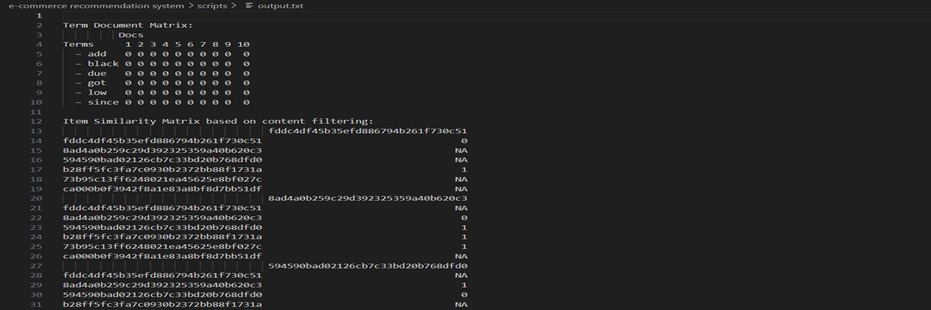 e-commerce recommendation system > scripts > output.txt
1
2 Term Document Matrix:
3 Docs
4 Terms 1 2 3 4 5 6 7 8 9 10
5 - add 0 0 0 0 0 0 0 0 0 0
6 - black 0 0 0 0 0 0 0 0 0 0
7 - due 0 0 0 0 0 0 0 0 0 0
8 - got 0 0 0 0 0 0 0 0 0 0
9 - low 0 0 0 0 0 0 0 0 0 0
10 - since 0 0 0 0 0 0 0 0 0 0
11
12 Item Similarity Matrix based on content filtering:
13 fddc4df45b35efd886794b261f730c51
14 fddc4df45b35efd886794b261f730c51 0
15 8ad4a0b259c29d392325359a40b620c3 NA
16 594590bad02126cb7c33bd20b768dfd0 NA
17 b28ff5fc3fa7c0930b2372bb88f1731a 1
18 73b95c13ff6248021ea45625e8bf027c NA
19 ca000b0f3942f8a1e83a8bf8d7bb51df NA
20 8ad4a0b259c29d392325359a40b620c3
21 fddc4df45b35efd886794b261f730c51 NA
22 8ad4a0b259c29d392325359a40b620c3 0
23 594590bad02126cb7c33bd20b768dfd0 1
24 b28ff5fc3fa7c0930b2372bb88f1731a 1
25 73b95c13ff6248021ea45625e8bf027c 1
26 ca000b0f3942f8a1e83a8bf8d7bb51df NA
27 594590bad02126cb7c33bd20b768dfd0
28 fddc4df45b35efd886794b261f730c51 NA
29 8ad4a0b259c29d392325359a40b620c3 1
30 594590bad02126cb7c33bd20b768dfd0 0
31 b28ff5fc3fa7c0930b2372bb88f1731a NA